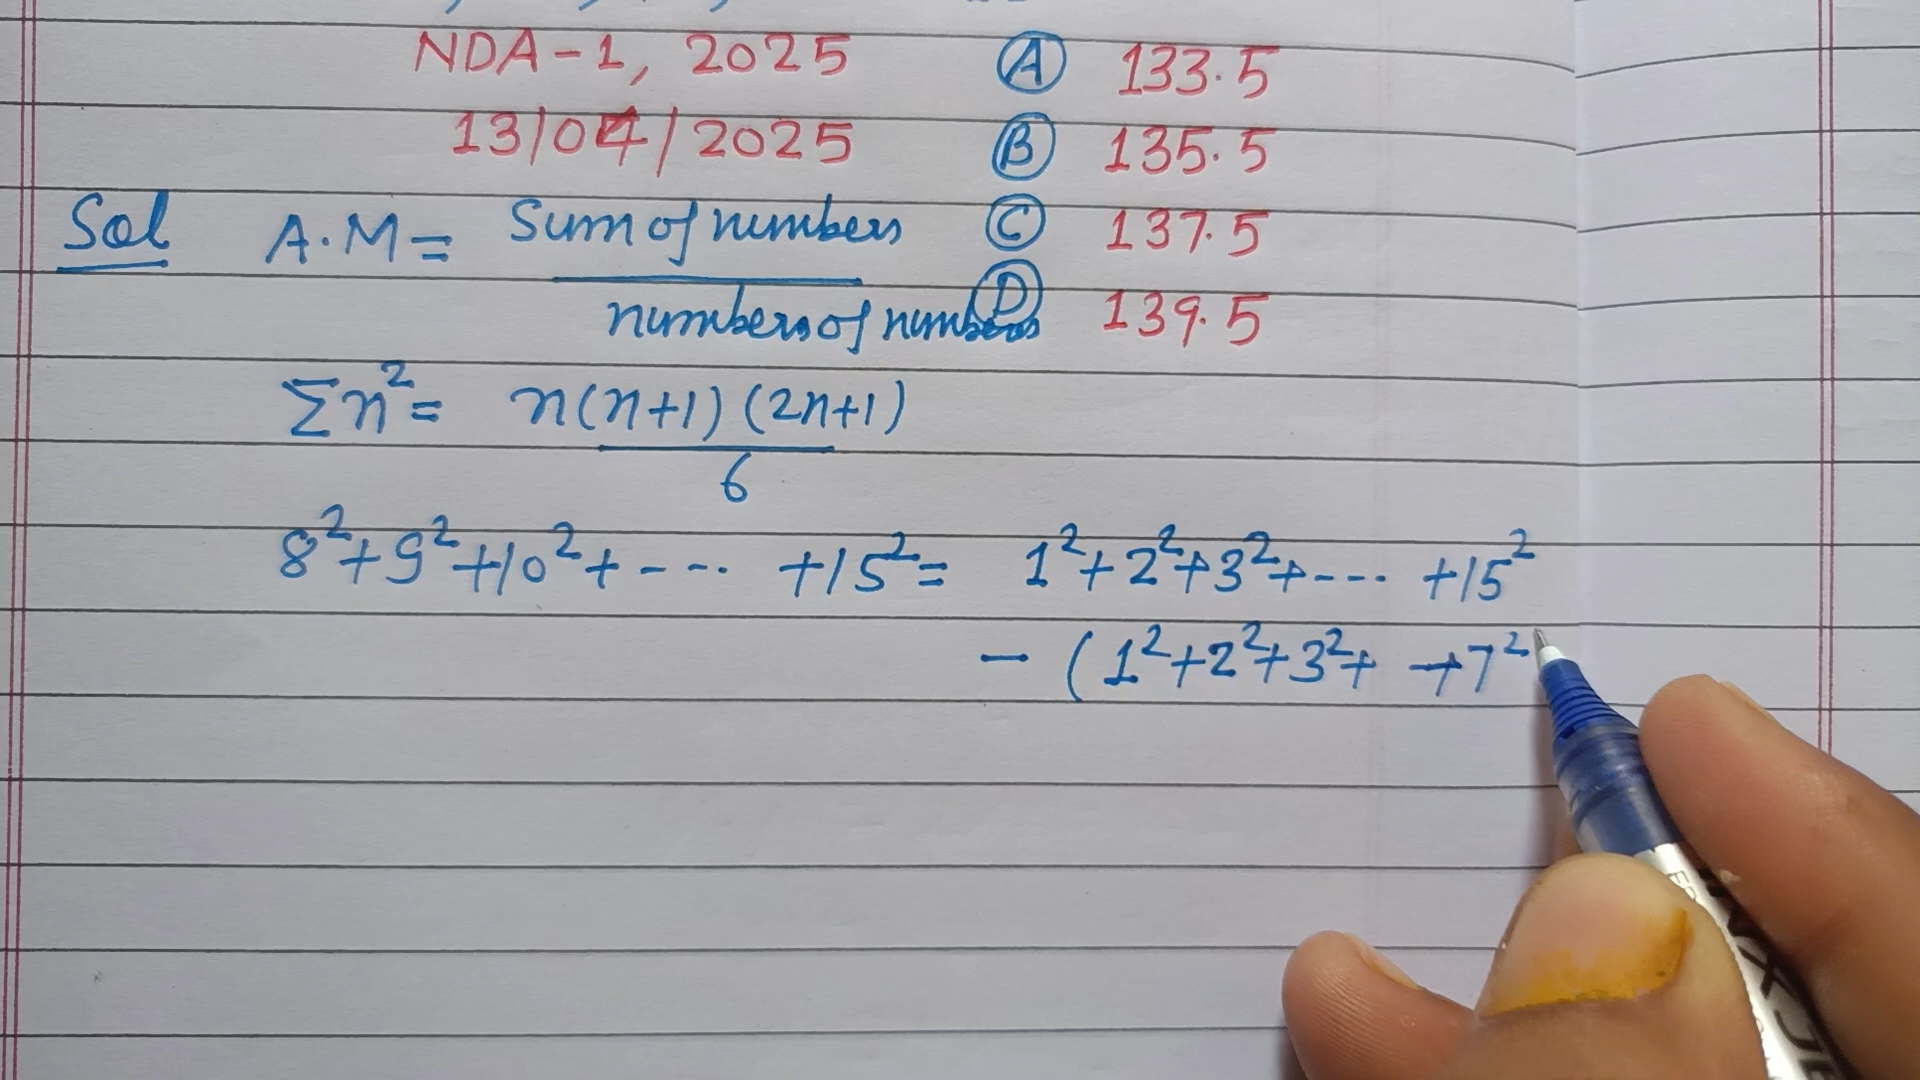 NDA-1, 2025
13/04/2025
Ⓐ 133.5
Ⓑ 135.5
Ⓒ 137.5
Ⓓ 139.5
Sol A.M = Sum of numbers
numbers of numbers
Σn² = n(n+1)(2n+1)
6
8²+9²+10²+--- +15² = 1²+2²+3²+--- +15²
- (1²+2²+3²+ +7²